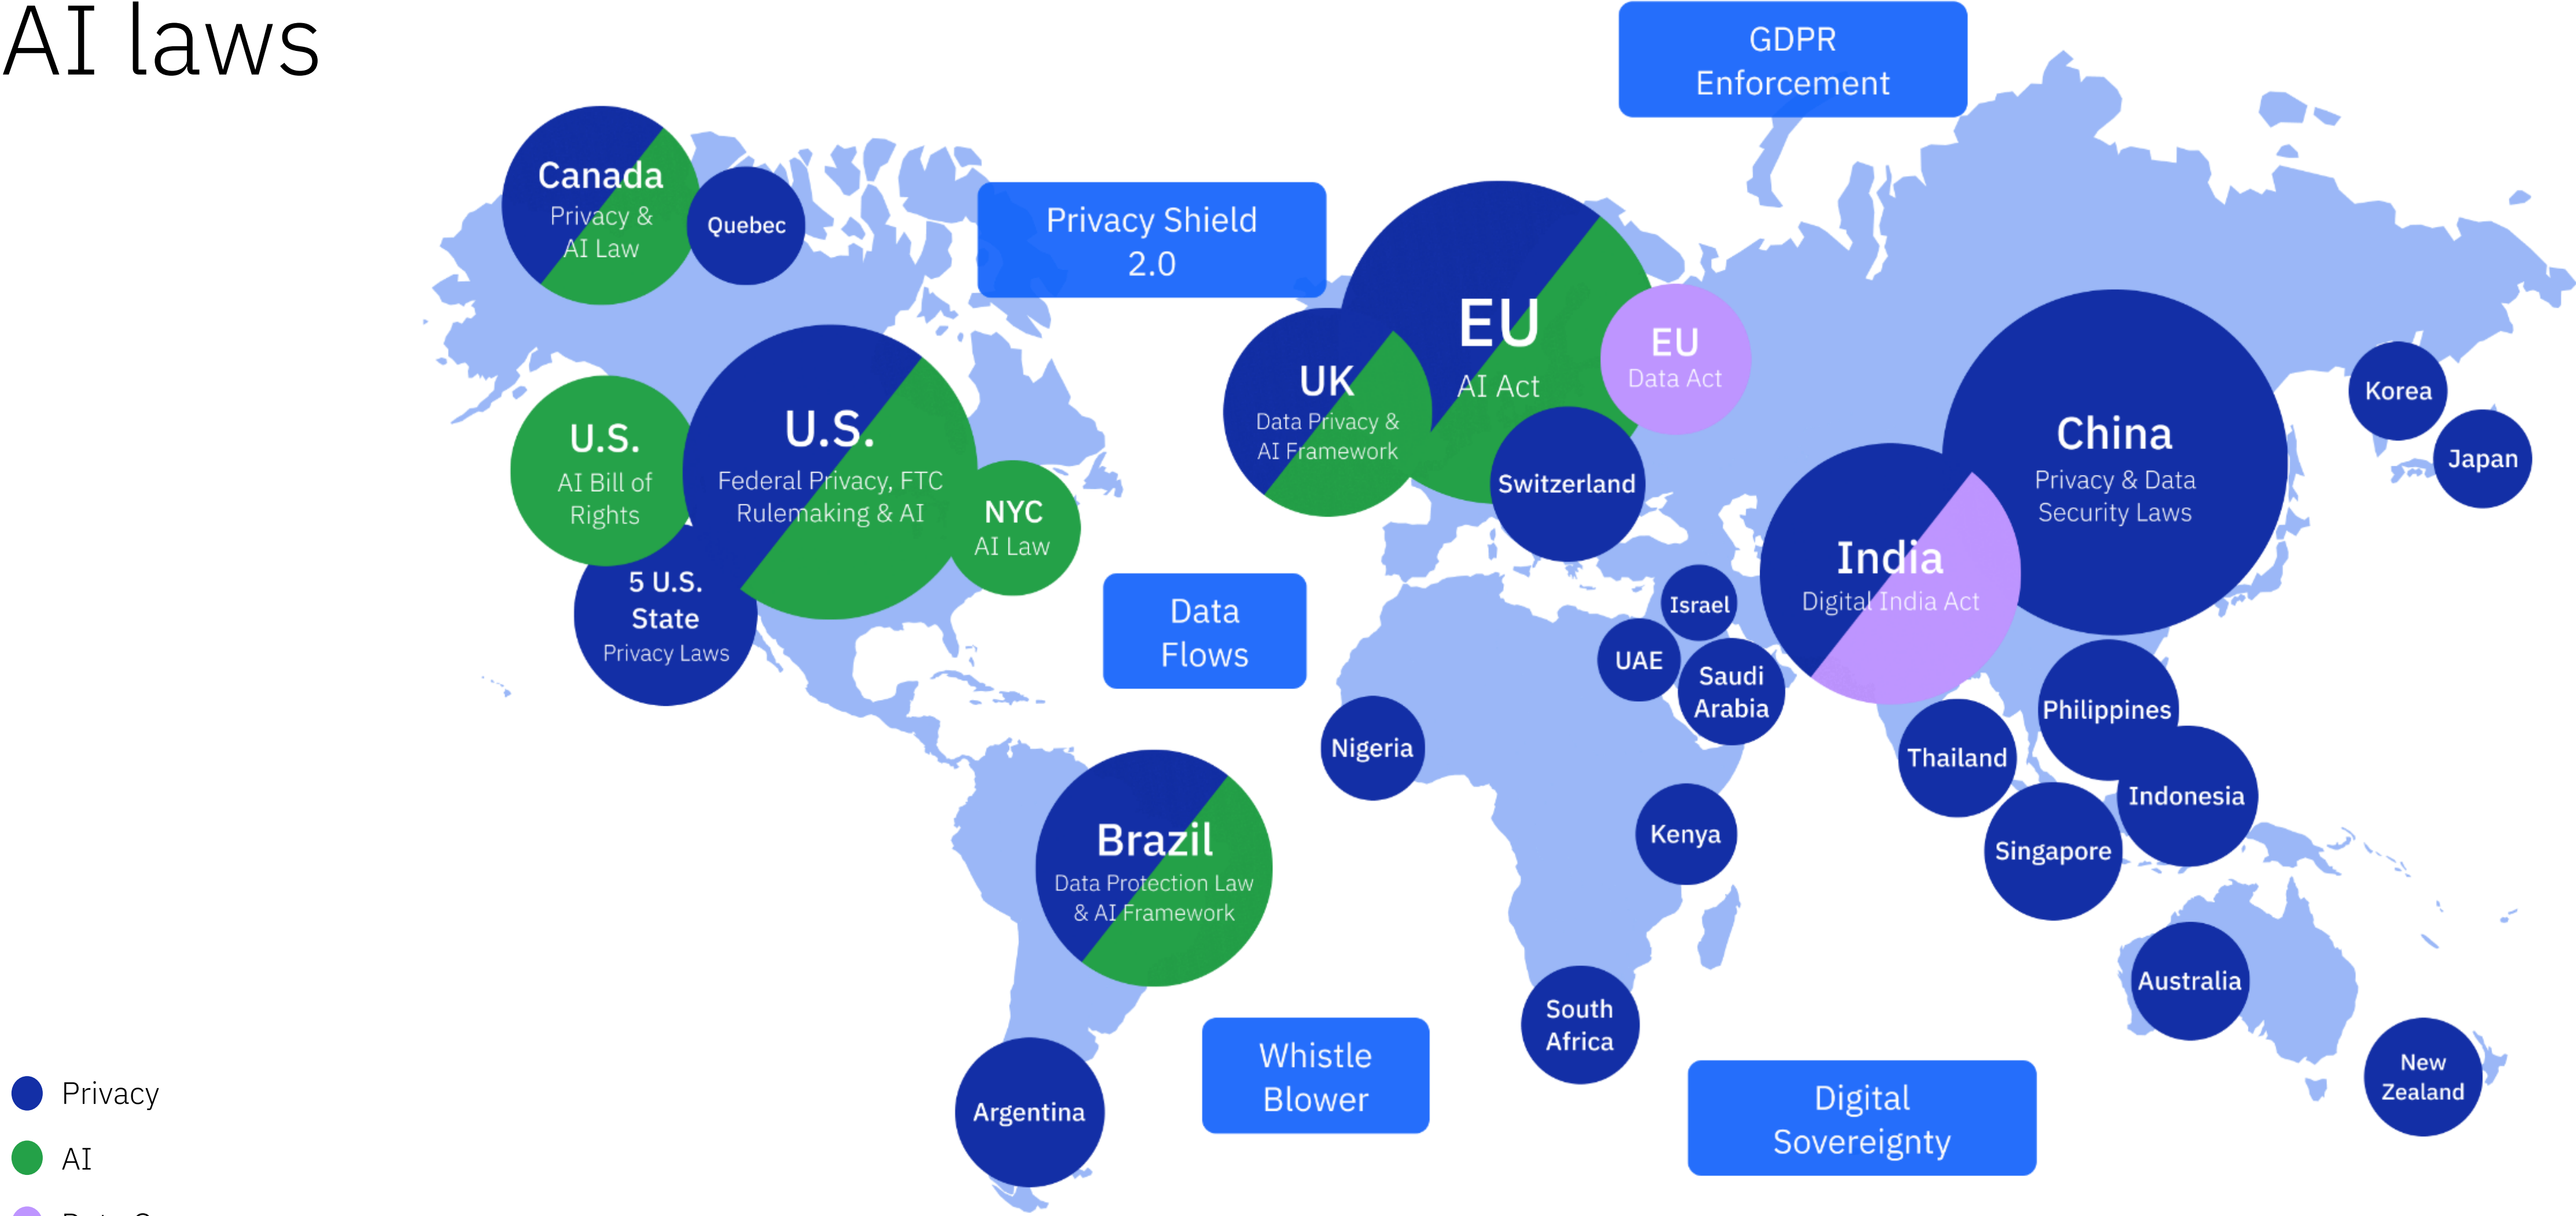 AI laws
GDPR
Enforcement
Canada
Privacy &
AI Law
Quebec
Privacy Shield
2.0
EU
AI Act
EU
Data Act
UK
Data Privacy &
AI Framework
Switzerland
U.S.
AI Bill of
Rights
U.S.
Federal Privacy, FTC
Rulemaking & AI
NYC
AI Law
5 U.S.
State
Privacy Laws
China
Privacy & Data
Security Laws
Korea
Japan
India
Digital India Act
Data
Flows
Israel
UAE
Saudi
Arabia
Nigeria
Kenya
South
Africa
Philippines
Thailand
Indonesia
Singapore
Brazil
Data Protection Law
& AI Framework
Argentina
Whistle
Blower
Digital
Sovereignty
Australia
New
Zealand
Privacy
AI